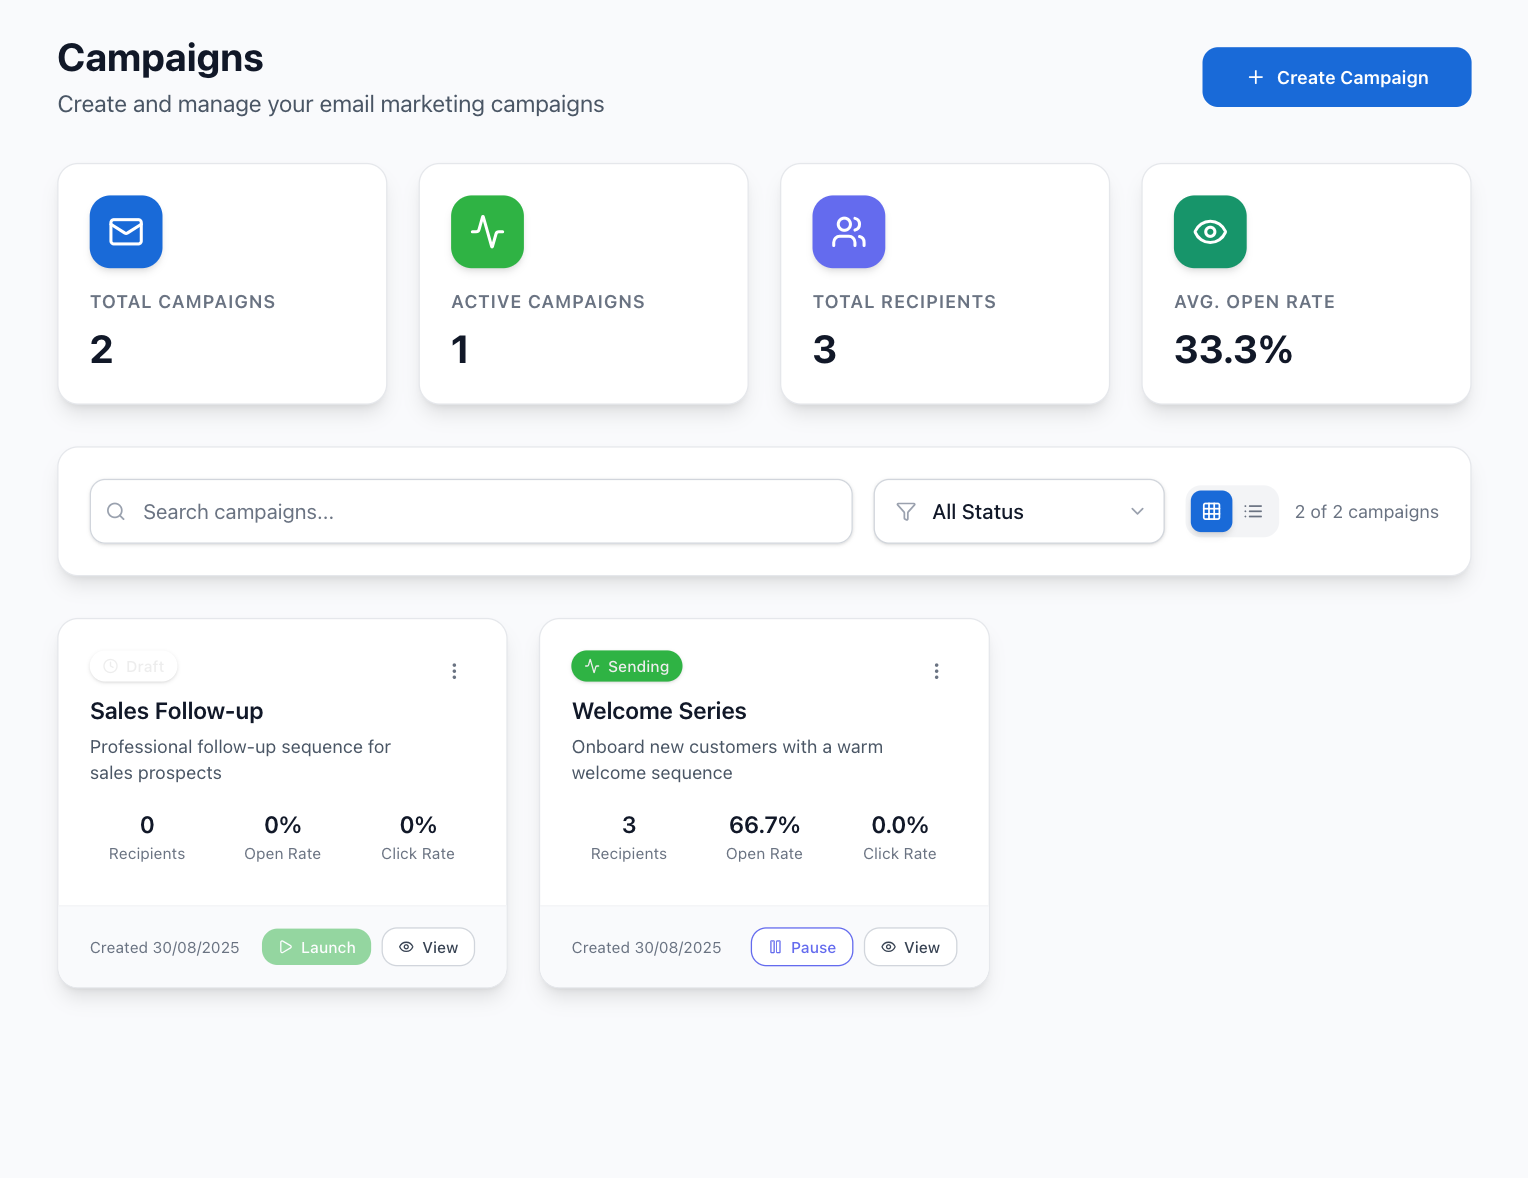 Campaigns
Create and manage your email marketing campaigns
Create Campaign
TOTAL CAMPAIGNS
2
ACTIVE CAMPAIGNS
1
TOTAL RECIPIENTS
3
AVG. OPEN RATE
33.3%
Search campaigns...
All Status
2 of 2 campaigns
Draft
Sales Follow-up
Professional follow-up sequence for
sales prospects
0
Recipients
0%
Open Rate
0%
Click Rate
Created 30/08/2025
Launch
View
Sending
Welcome Series
Onboard new customers with a warm
welcome sequence
3
Recipients
66.7%
Open Rate
0.0%
Click Rate
Created 30/08/2025
Pause
View